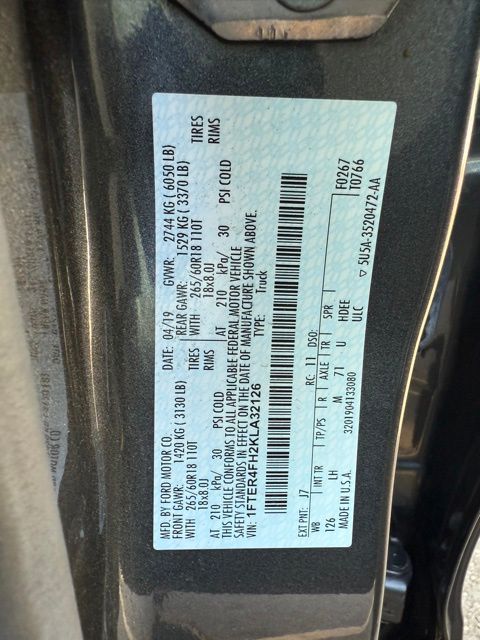 MFD. BY FORD MOTOR CO.
DATE: 04/19 GVWR: 2744 KG (6050 LB)
FRONT GAWR: 1420 KG (3130 LB) REAR GAWR: 1529 KG (3370 LB)
WITH 265/60R18 110T TIRES WITH 265/60R18 110T TIRES
18x8.0J RIMS 18x8.0J RIMS
AT 210 kPa/ 30 PSI COLD AT 210 kPa/ 30 PSI COLD
THIS VEHICLE CONFORMS TO ALL APPLICABLE FEDERAL MOTOR VEHICLE
SAFETY STANDARDS IN EFFECT ON THE DATE OF MANUFACTURE SHOWN ABOVE.
VIN: 1FTER4FH2KLA32126 TYPE: Truck
F0267
T0766
EXT PNT: J7 RC: 11 DSO:
WB INT TR TP/PS R AXLE TR SPR
126 LH M 71 U HDEE
ULC
MADE IN U.S.A. 3201904133080
▽ 5U5A-3520472-AA